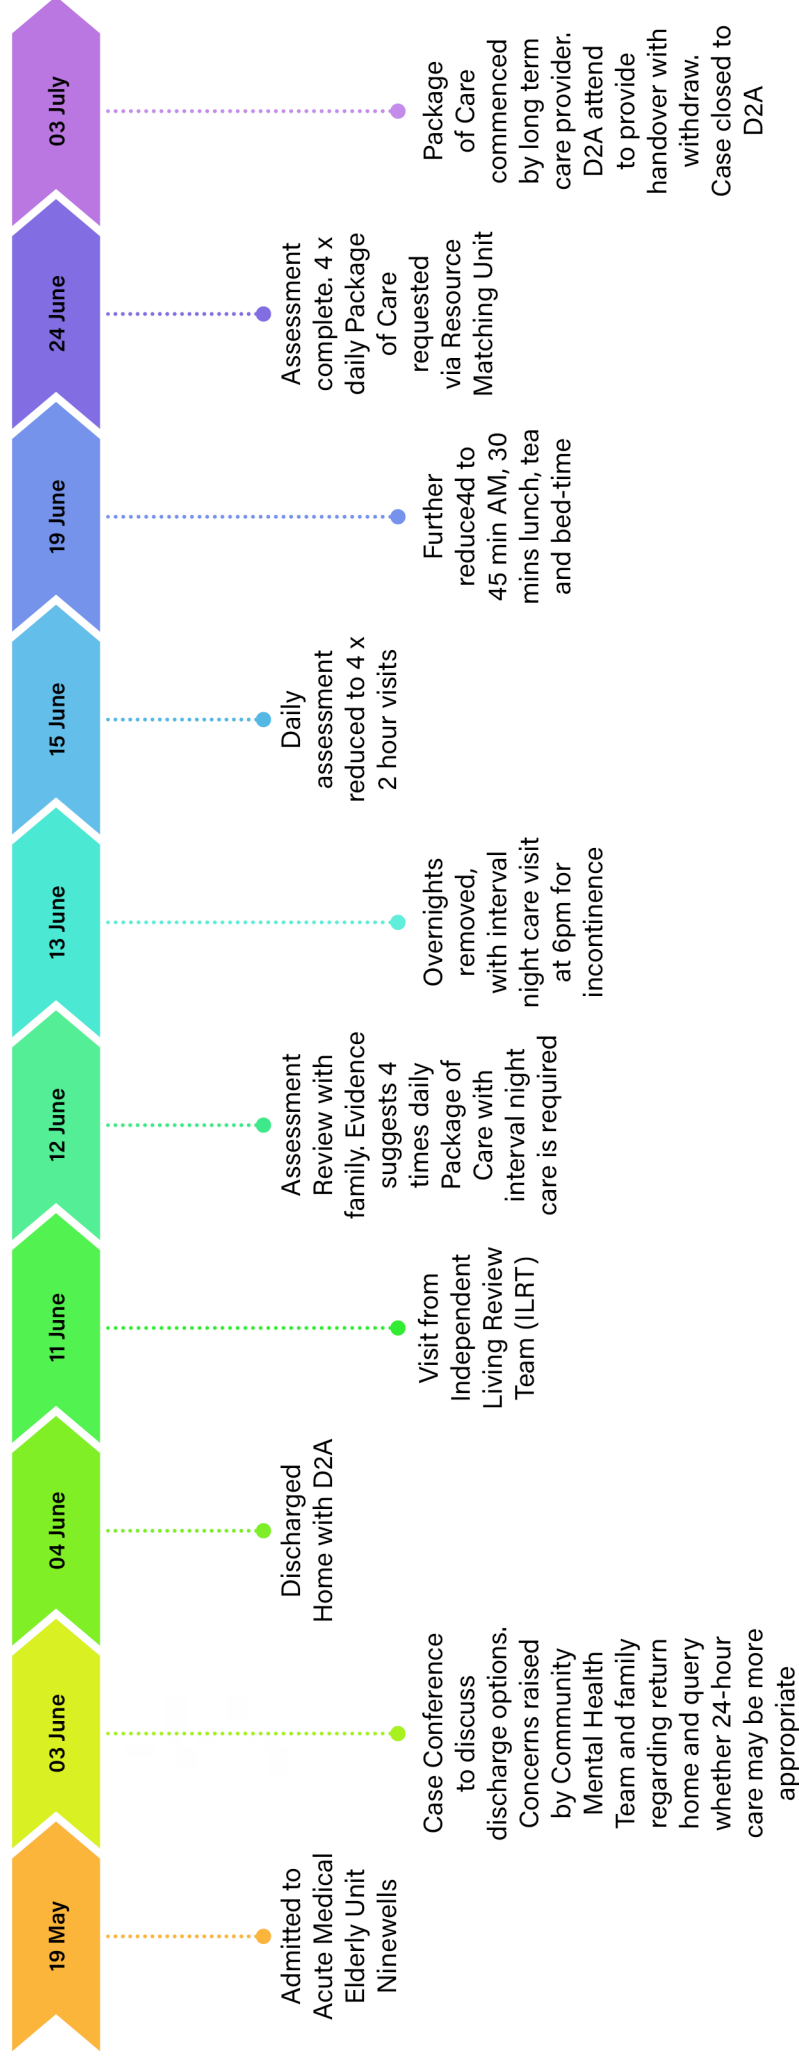 19 May
Admitted to
Acute Medical
Elderly Unit
Ninewells
03 June
Case Conference
to discuss
discharge options.
Concerns raised
by Community
Mental Health
Team and family
regarding return
home and query
whether 24-hour
care may be more
appropriate
04 June
Discharged
Home with D2A
11 June
Visit from
Independent
Living Review
Team (ILRT)
12 June
Assessment
Review with
family. Evidence
suggests 4
times daily
Package of
Care with
interval night
care is required
13 June
Overnights
removed,
with interval
night care visit
at 6pm for
incontinence
15 June
Daily
assessment
reduced to 4 x
2 hour visits
19 June
Further
reduce4d to
45 min AM, 30
mins lunch, tea
and bed-time
24 June
Assessment
complete. 4 x
daily Package
of Care
requested
via Resource
Matching Unit
03 July
Package
of Care
commenced
by long term
care provider.
D2A attend
to provide
handover with
withdraw.
Case closed to
D2A